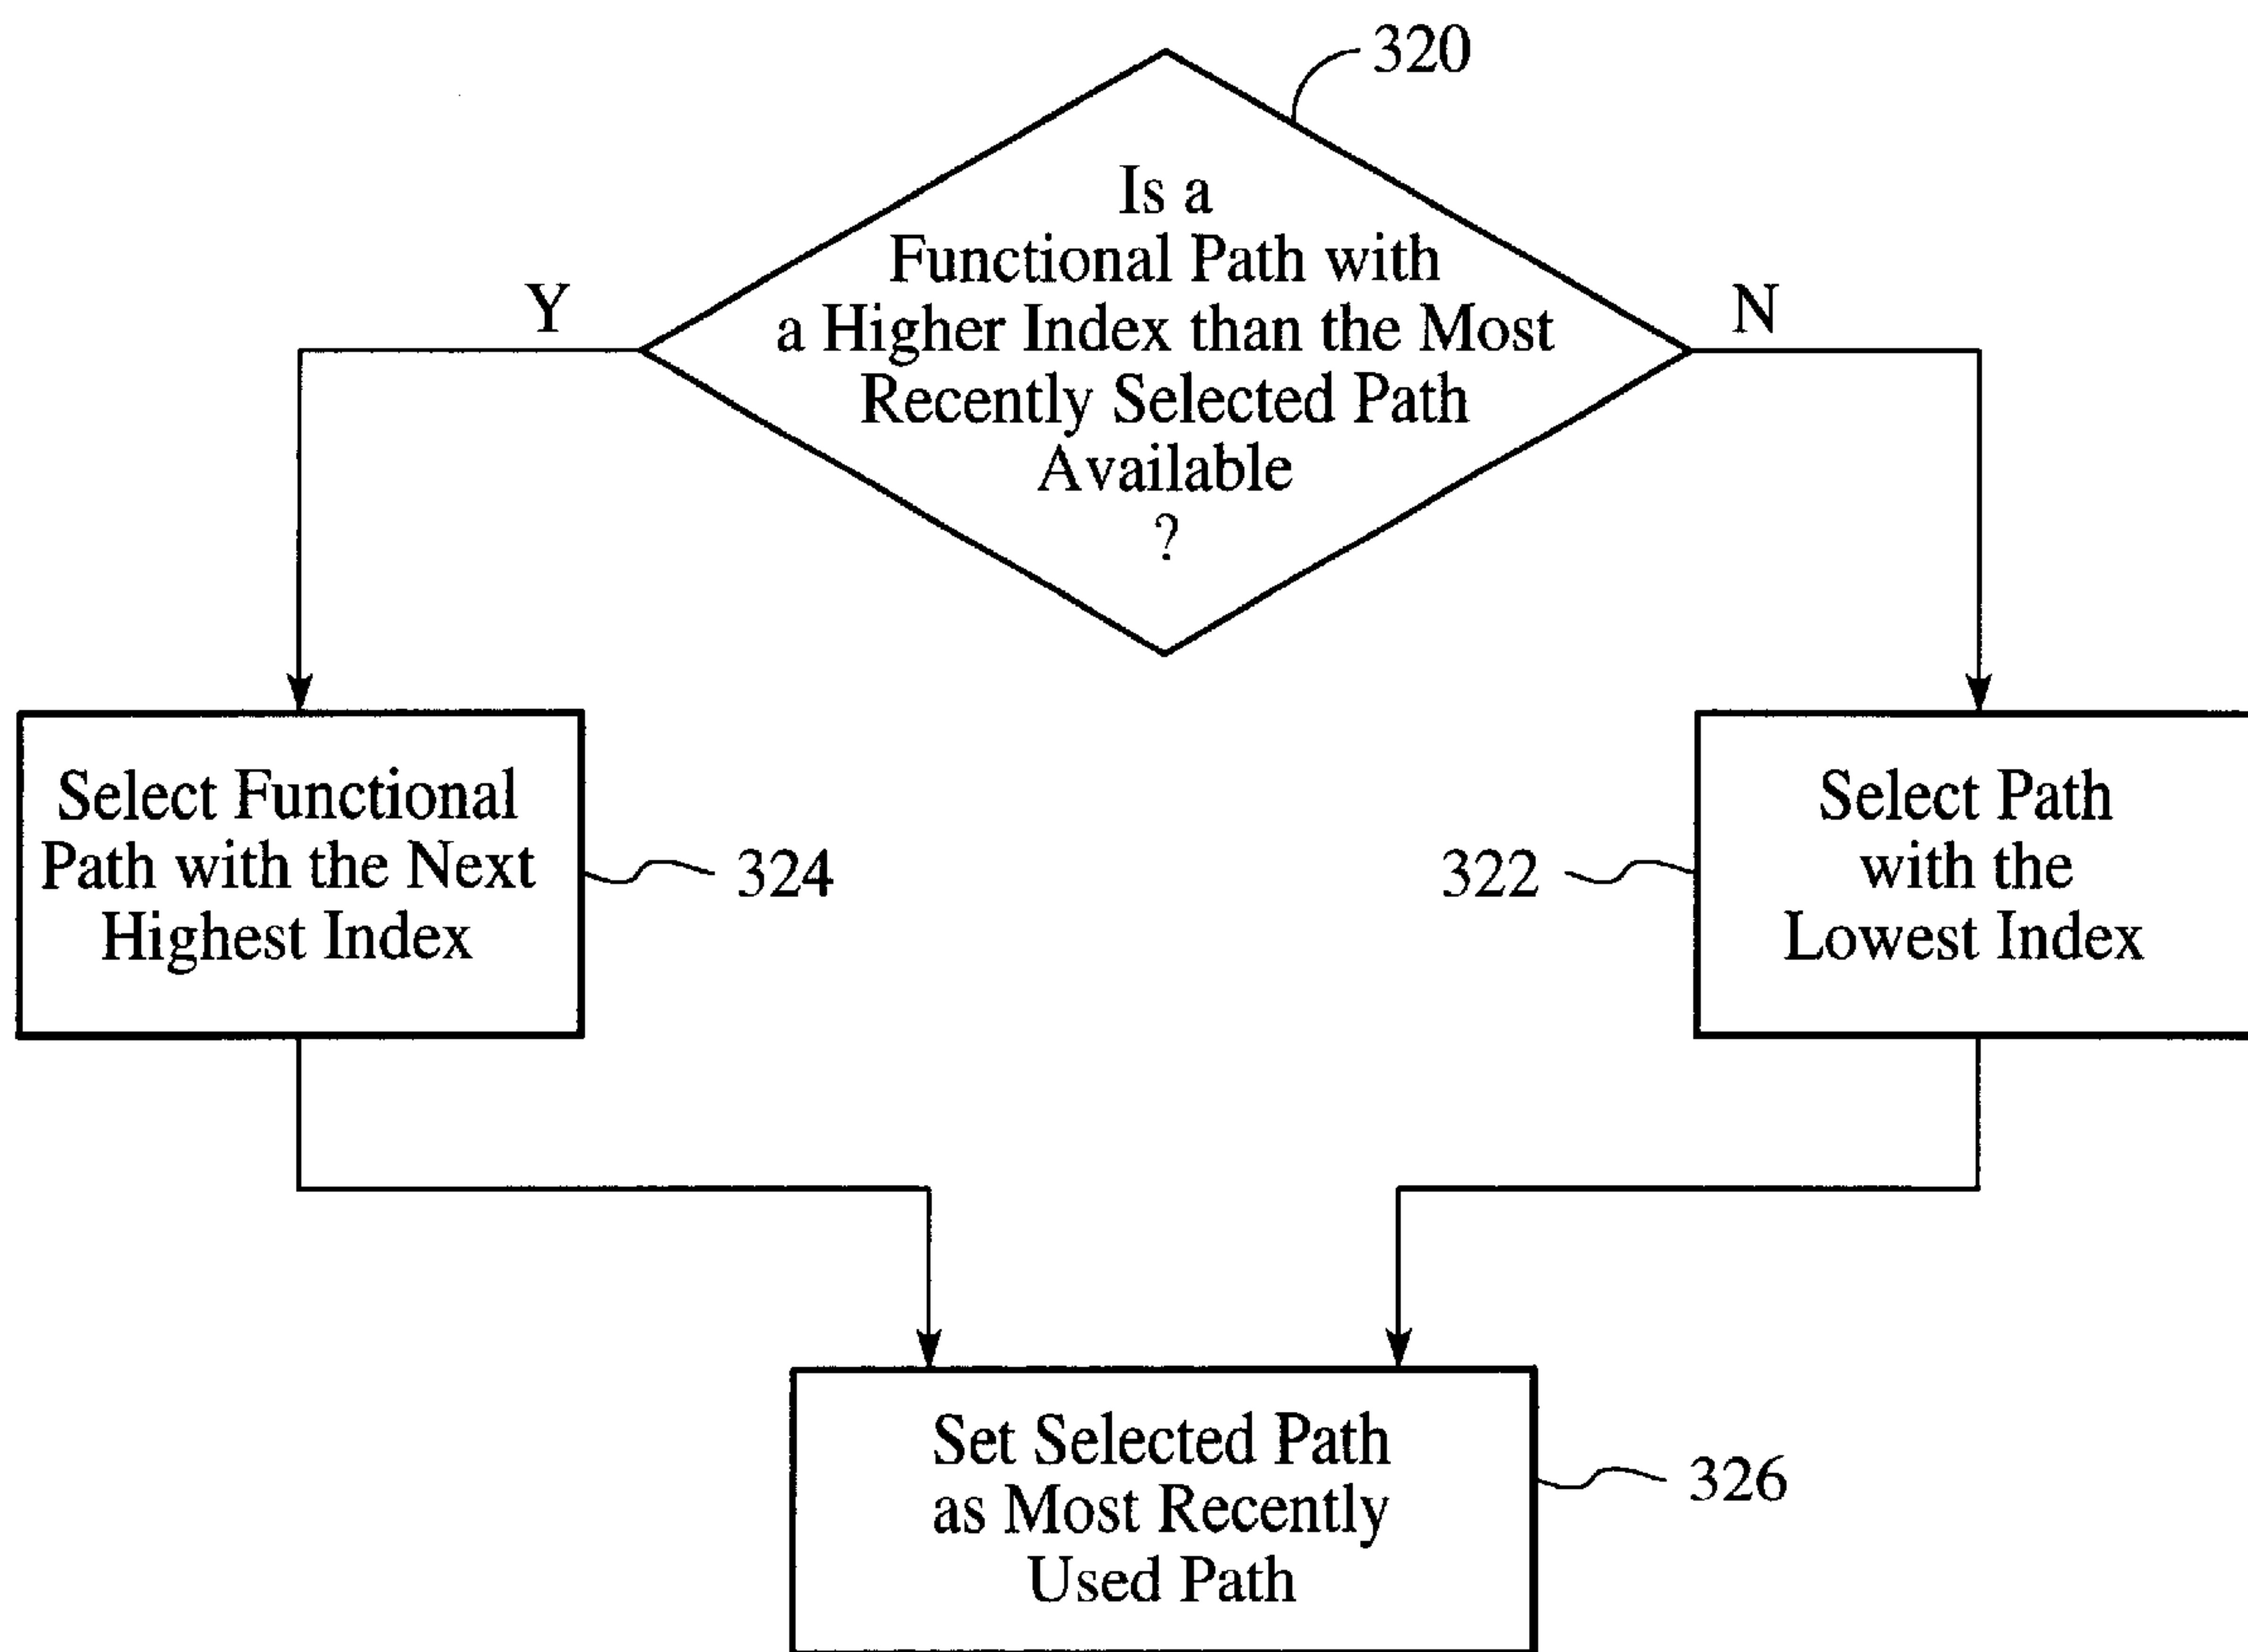 320
Is a
Functional Path with
a Higher Index than the Most
Recently Selected Path
Available
?
Y
N
Select Functional
Path with the Next
Highest Index
324
322
Select Path
with the
Lowest Index
Set Selected Path
as Most Recently
Used Path
326